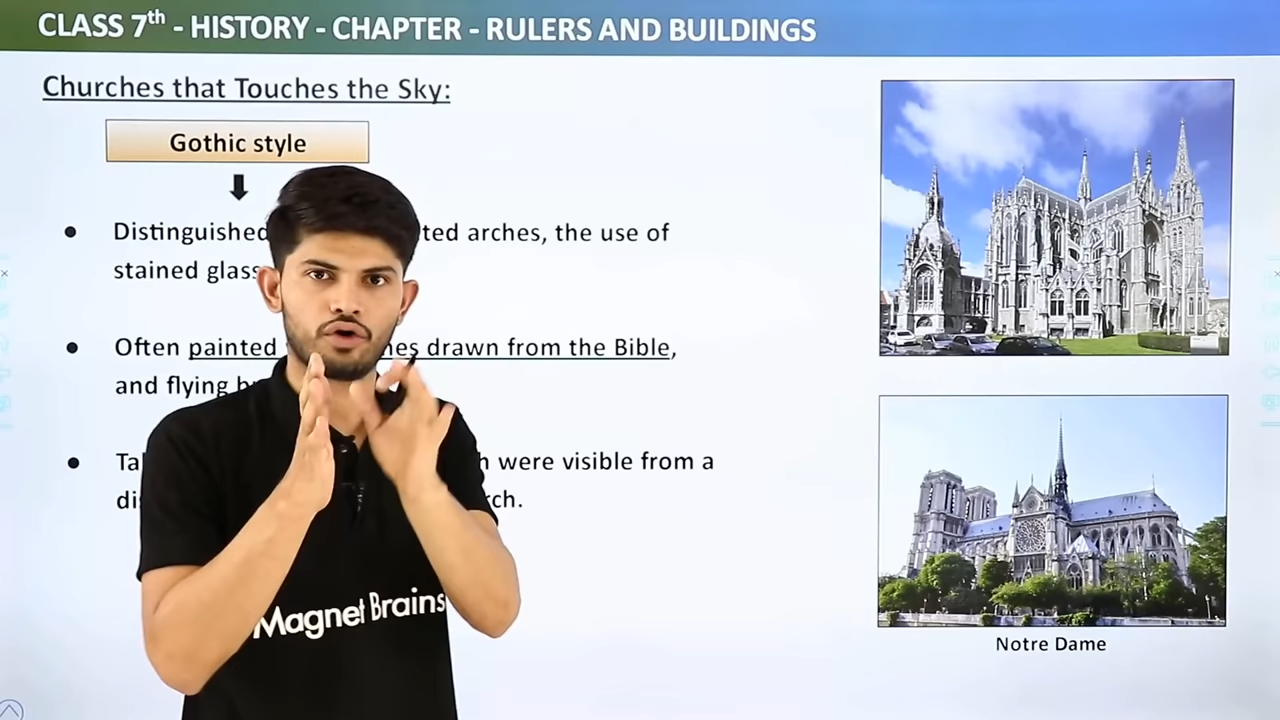 CLASS 7th - HISTORY - CHAPTER - RULERS AND BUILDINGS
Churches that Touches the Sky:
Gothic style
Distinguished ted arches, the use of
stained glass
Often painted nes drawn from the Bible,
and flying
Ta h were visible from a
di rch.
Magnet Brains
Notre Dame